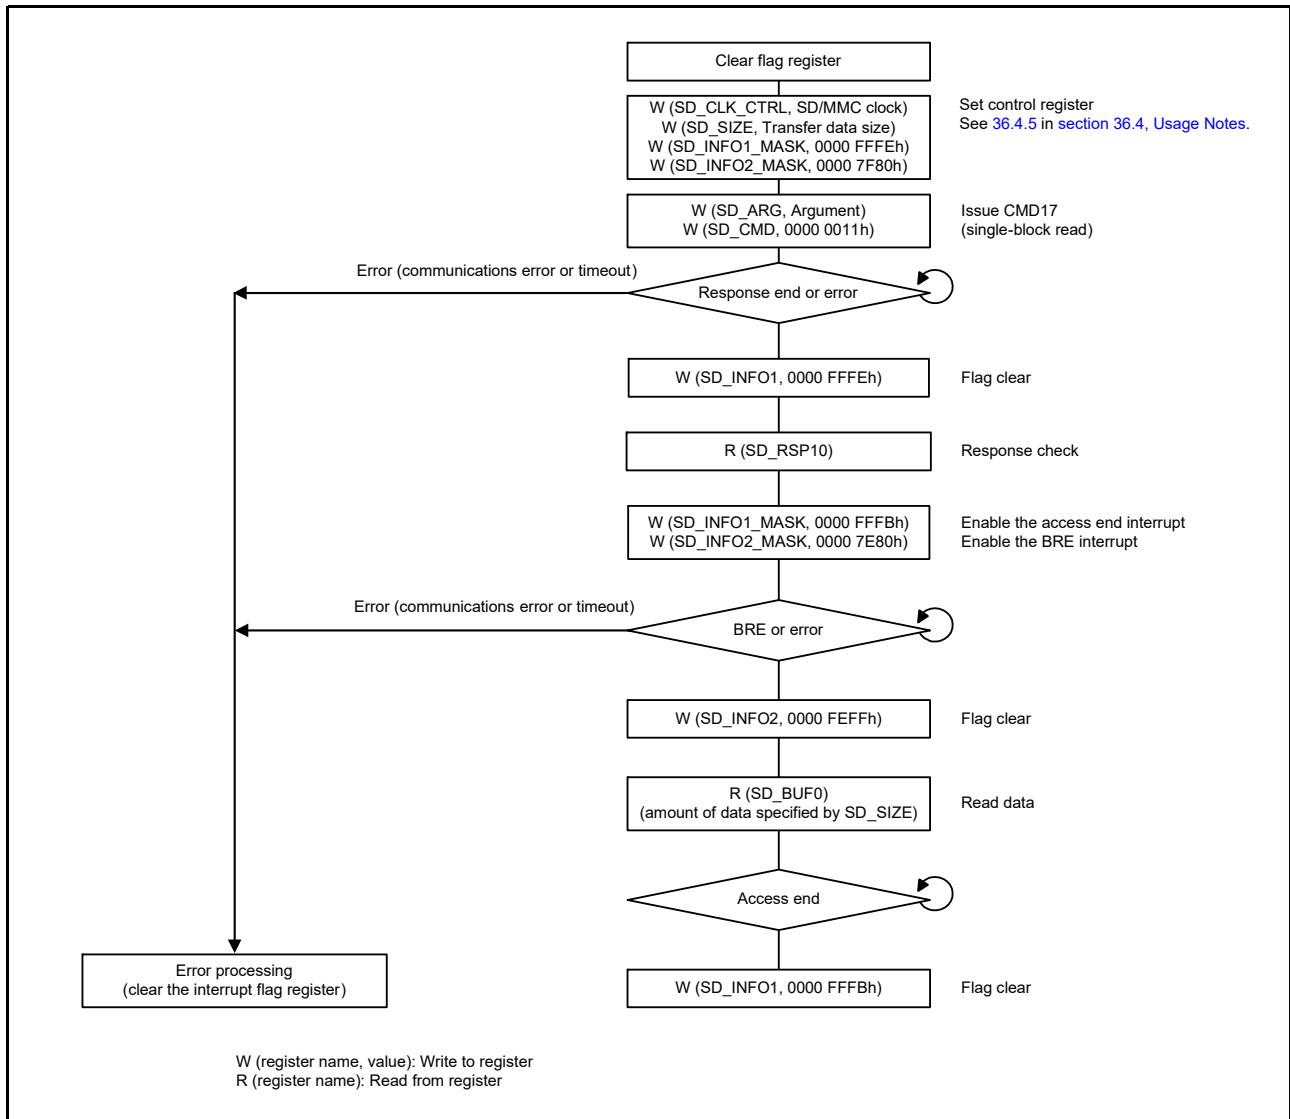 Clear flag register
W (SD_CLK_CTRL, SD/MMC clock)
W (SD_SIZE, Transfer data size)
W (SD_INFO1_MASK, 0000 FFFEh)
W (SD_INFO2_MASK, 0000 7F80h)
Set control register
See 36.4.5 in section 36.4, Usage Notes.
W (SD_ARG, Argument)
W (SD_CMD, 0000 0011h)
Issue CMD17
(single-block read)
Error (communications error or timeout)
Response end or error
W (SD_INFO1, 0000 FFFEh)
Flag clear
R (SD_RSP10)
Response check
W (SD_INFO1_MASK, 0000 FFFBh)
W (SD_INFO2_MASK, 0000 7E80h)
Enable the access end interrupt
Enable the BRE interrupt
Error (communications error or timeout)
BRE or error
W (SD_INFO2, 0000 FEFFh)
Flag clear
R (SD_BUF0)
(amount of data specified by SD_SIZE)
Read data
Access end
Error processing
(clear the interrupt flag register)
W (SD_INFO1, 0000 FFFBh)
Flag clear
W (register name, value): Write to register
R (register name): Read from register